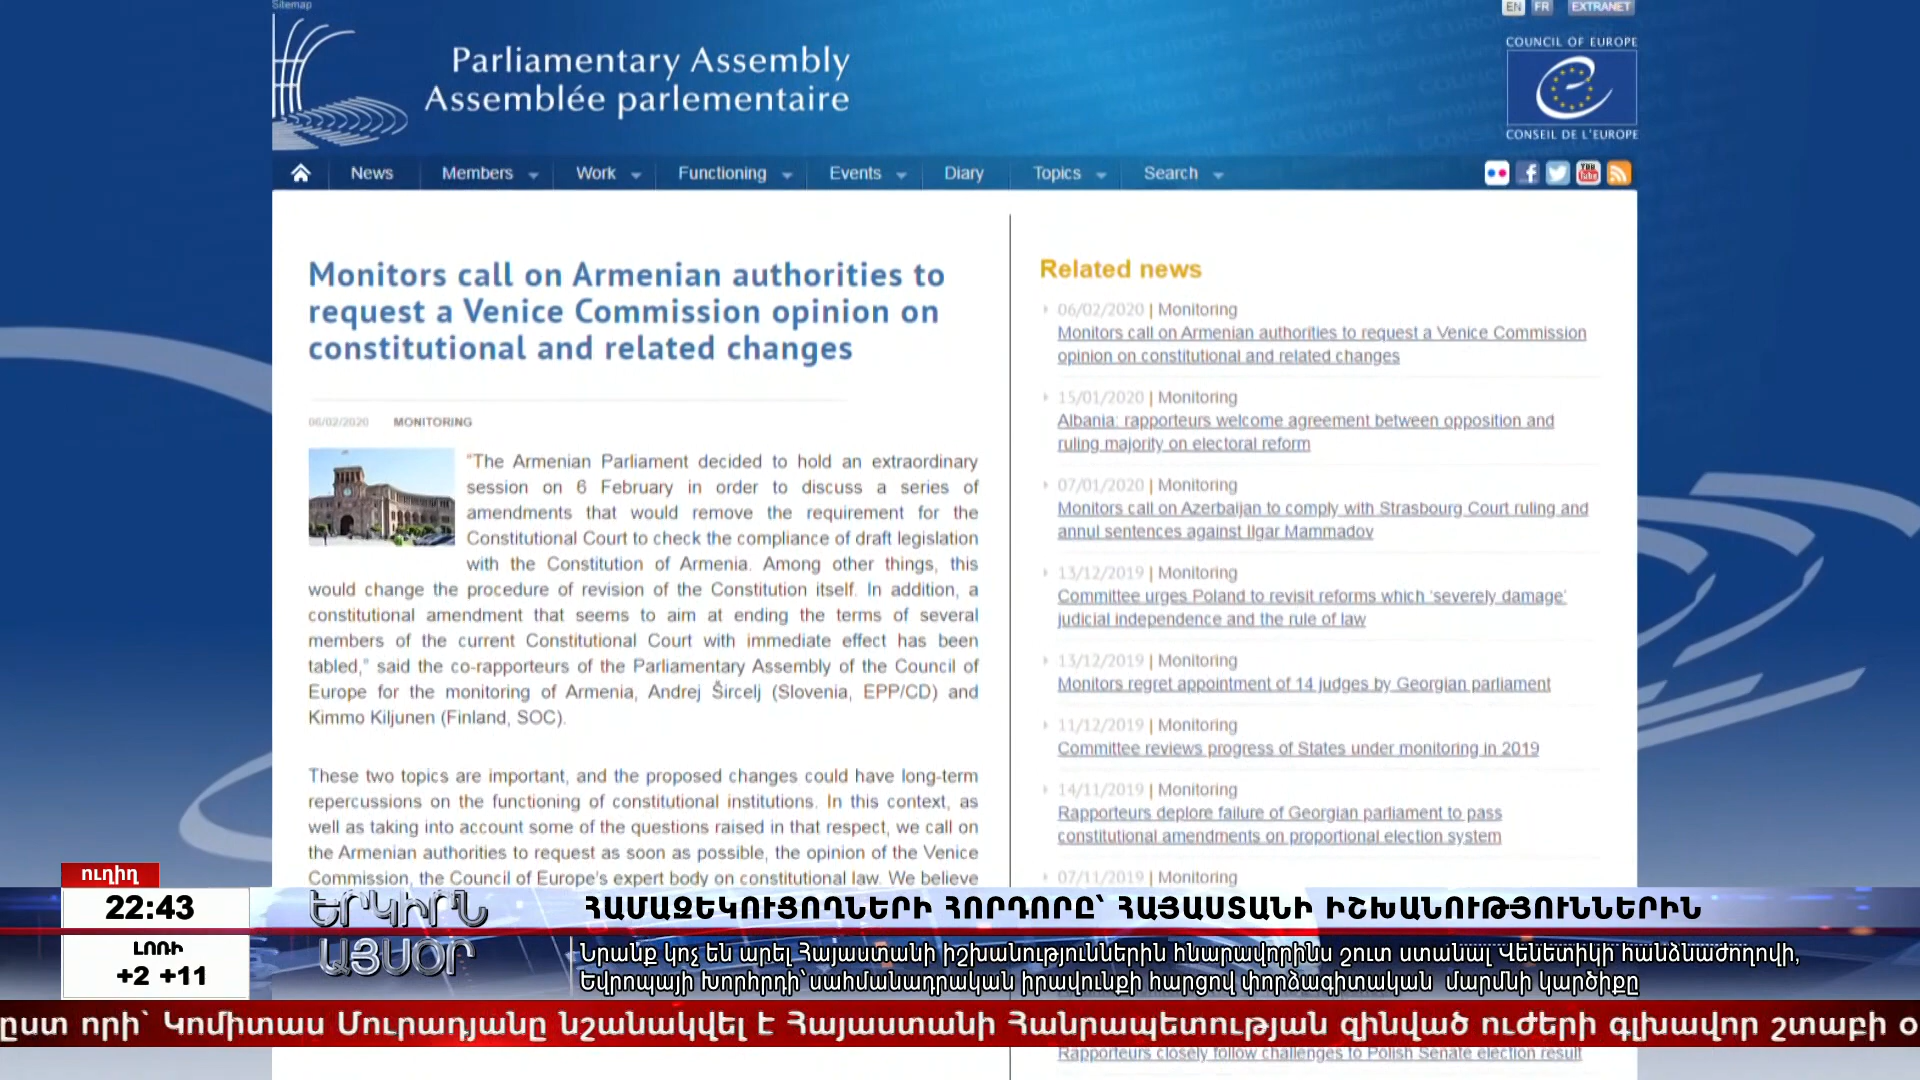 Sitemap
EN FR EXTRANET
Parliamentary Assembly
Assemblée parlementaire
COUNCIL OF EUROPE
CONSEIL DE L'EUROPE
News Members Work Functioning Events Diary Topics Search
Monitors call on Armenian authorities to
request a Venice Commission opinion on
constitutional and related changes
06/02/2020 MONITORING
"The Armenian Parliament decided to hold an extraordinary
session on 6 February in order to discuss a series of
amendments that would remove the requirement for the
Constitutional Court to check the compliance of draft legislation
with the Constitution of Armenia. Among other things, this
would change the procedure of revision of the Constitution itself. In addition, a
constitutional amendment that seems to aim at ending the terms of several
members of the current Constitutional Court with immediate effect has been
tabled," said the co-rapporteurs of the Parliamentary Assembly of the Council of
Europe for the monitoring of Armenia, Andrej Šircelj (Slovenia, EPP/CD) and
Kimmo Kiljunen (Finland, SOC).
These two topics are important, and the proposed changes could have long-term
repercussions on the functioning of constitutional institutions. In this context, as
well as taking into account some of the questions raised in that respect, we call on
the Armenian authorities to request as soon as possible, the opinion of the Venice
Commission, the Council of Europe's expert body on constitutional law. We believe
Related news
06/02/2020 | Monitoring
Monitors call on Armenian authorities to request a Venice Commission
opinion on constitutional and related changes
15/01/2020 | Monitoring
Albania: rapporteurs welcome agreement between opposition and
ruling majority on electoral reform
07/01/2020 | Monitoring
Monitors call on Azerbaijan to comply with Strasbourg Court ruling and
annul sentences against Ilgar Mammadov
13/12/2019 | Monitoring
Committee urges Poland to revisit reforms which 'severely damage'
judicial independence and the rule of law
13/12/2019 | Monitoring
Monitors regret appointment of 14 judges by Georgian parliament
11/12/2019 | Monitoring
Committee reviews progress of States under monitoring in 2019
14/11/2019 | Monitoring
Rapporteurs deplore failure of Georgian parliament to pass
constitutional amendments on proportional election system
07/11/2019 | Monitoring
ուղիղ
22:43
ԼՈՌԻ
+2 +11
ԵՐԿԻՐՆ
ԱՅՍՕՐ
ՀԱՄԱԶԵԿՈՒՑՈՂՆԵՐԻ ՀՈՐԴՈՐԸ՝ ՀԱՅԱՍՏԱՆԻ ԻՇԽԱՆՈՒԹՅՈՒՆՆԵՐԻՆ
Նրանք կոչ են արել Հայաստանի իշխանություններին հնարավորինս շուտ ստանալ Վենետիկի հանձնաժողովի,
Եվրոպայի Խորհրդի՝ սահմանադրական իրավունքի հարցով փորձագիտական մարմնի կարծիքը
ըստ որի՝ Կոմիտաս Մուրադյանը նշանակվել է Հայաստանի Հանրապետության զինված ուժերի գլխավոր շտաբի օ
Rapporteurs closely follow challenges to Polish Senate election result